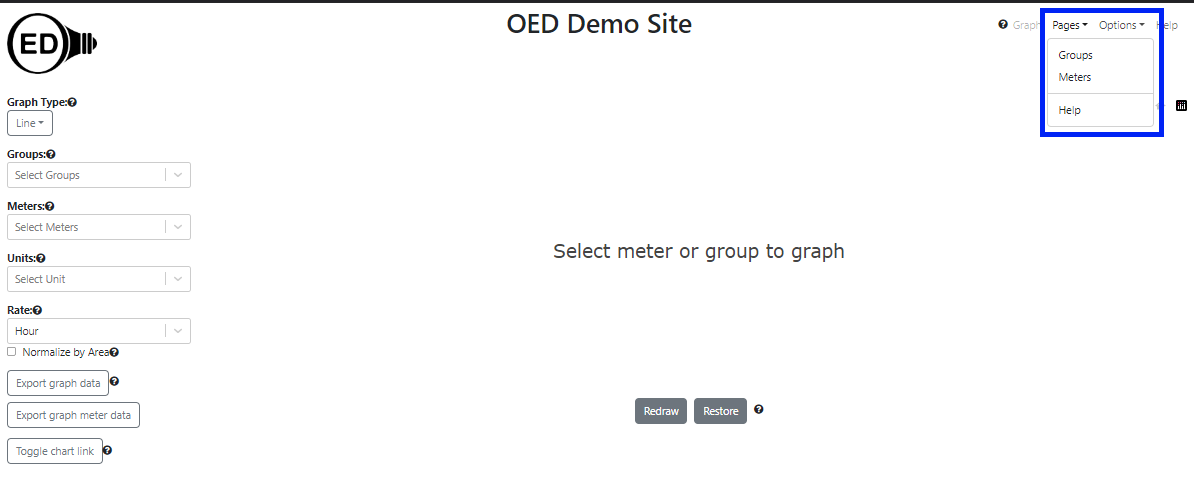 ED
OED Demo Site
Graph Pages Options Help
Groups
Meters
Help
Graph Type:
Line
Groups:
Select Groups
Meters:
Select Meters
Units:
Select Unit
Rate:
Hour
Normalize by Area
Export graph data
Export graph meter data
Toggle chart link
Select meter or group to graph
Redraw Restore